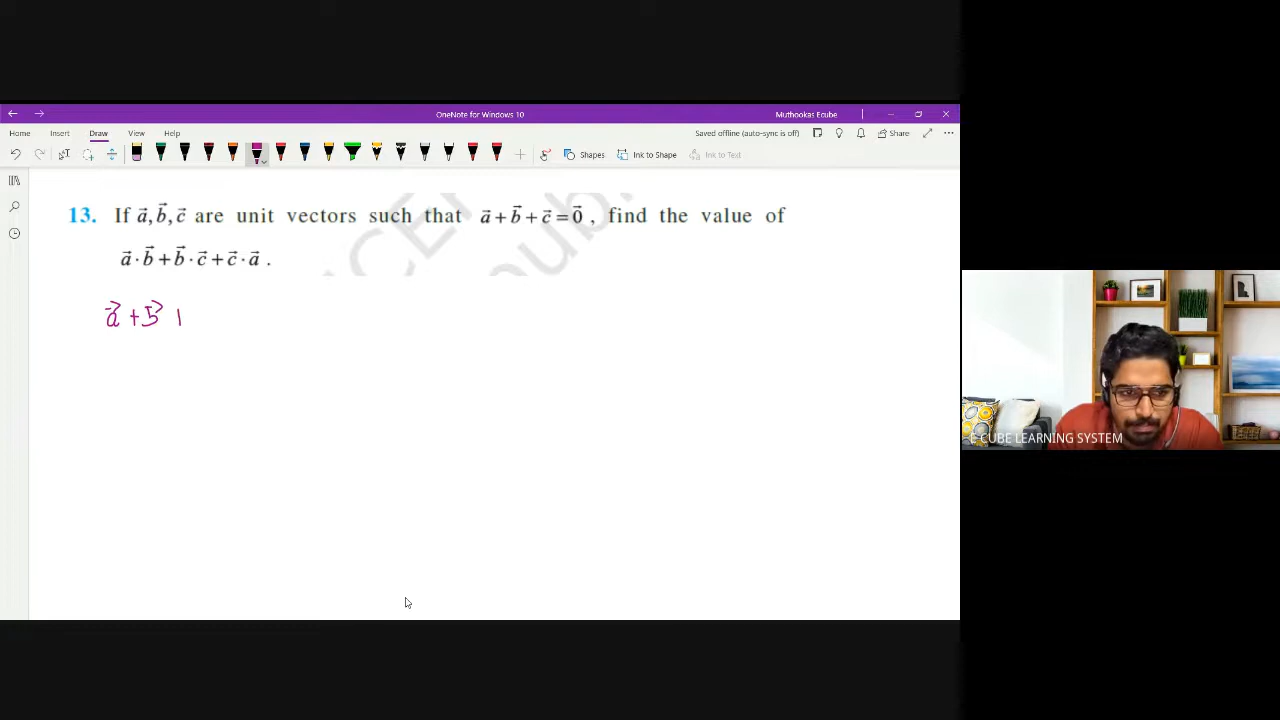 OneNote for Windows 10
Muthookas Ecube
Home Insert Draw View Help
Saved offline (auto-sync is off)
Share
Shapes
Ink to Shape
Ink to Text
13. If a⃗, b⃗, c⃗ are unit vectors such that a⃗ + b⃗ + c⃗ = 0⃗ , find the value of
a⃗ · b⃗ + b⃗ · c⃗ + c⃗ · a⃗ .
a⃗ + b⃗
E CUBE LEARNING SYSTEM